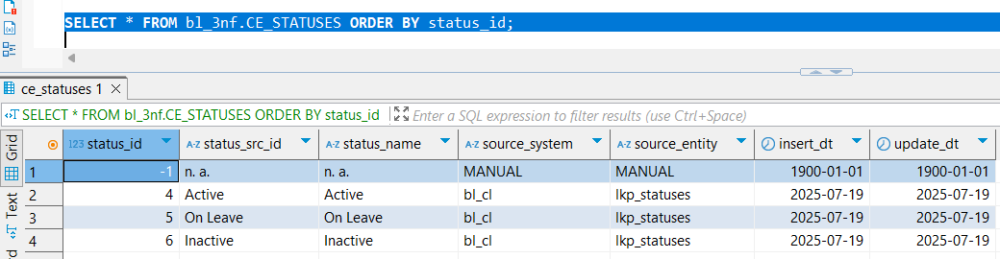 SELECT * FROM bl_3nf.CE_STATUSES ORDER BY status_id;
ce_statuses 1
SELECT * FROM bl_3nf.CE_STATUSES ORDER BY status_id Enter a SQL expression to filter results (use Ctrl+Space)
Grid
Text
123 status_id A-Z status_src_id A-Z status_name A-Z source_system A-Z source_entity insert_dt update_dt
1 -1 n. a. n. a. MANUAL MANUAL 1900-01-01 1900-01-01
2 4 Active Active bl_cl lkp_statuses 2025-07-19 2025-07-19
3 5 On Leave On Leave bl_cl lkp_statuses 2025-07-19 2025-07-19
4 6 Inactive Inactive bl_cl lkp_statuses 2025-07-19 2025-07-19